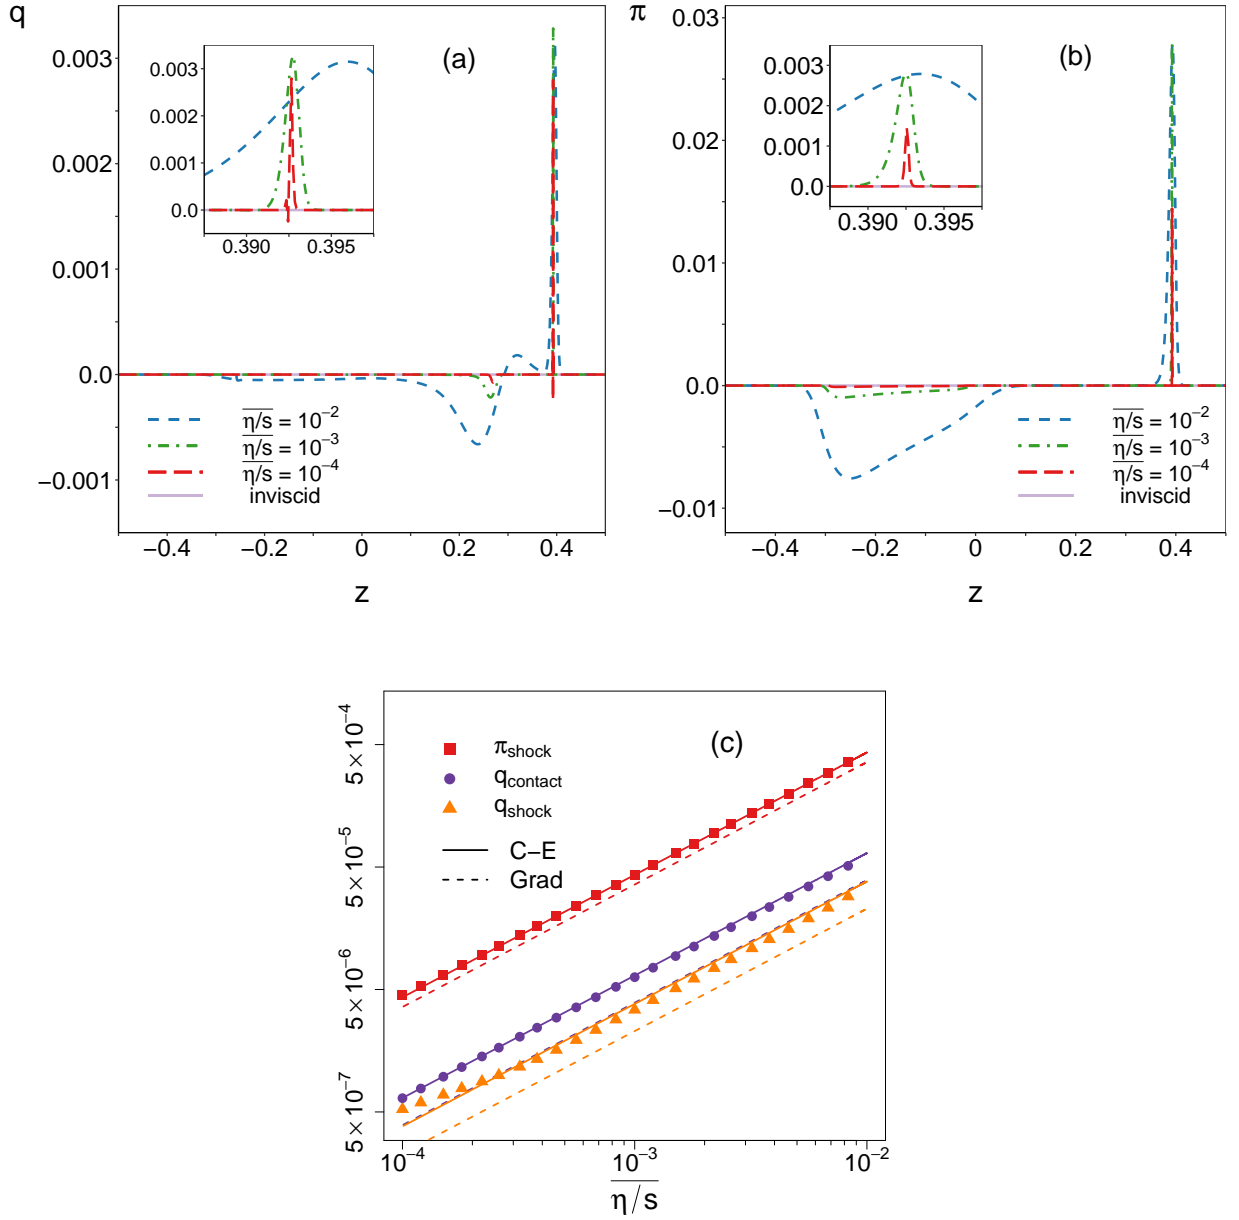 q
(a)
0.003
0.002
0.001
0.0
−0.001
0.003
0.002
0.001
0.0
0.390 0.395
η/s = 10−2
η/s = 10−3
η/s = 10−4
inviscid
−0.4 −0.2 0 0.2 0.4
z
π
(b)
0.03
0.02
0.01
0.0
−0.01
0.003
0.002
0.001
0.0
0.390 0.395
η/s = 10−2
η/s = 10−3
η/s = 10−4
inviscid
−0.4 −0.2 0 0.2 0.4
z
(c)
5×10−4
5×10−5
5×10−6
5×10−7
πshock
qcontact
qshock
C−E
Grad
10−4 10−3 10−2
η/s